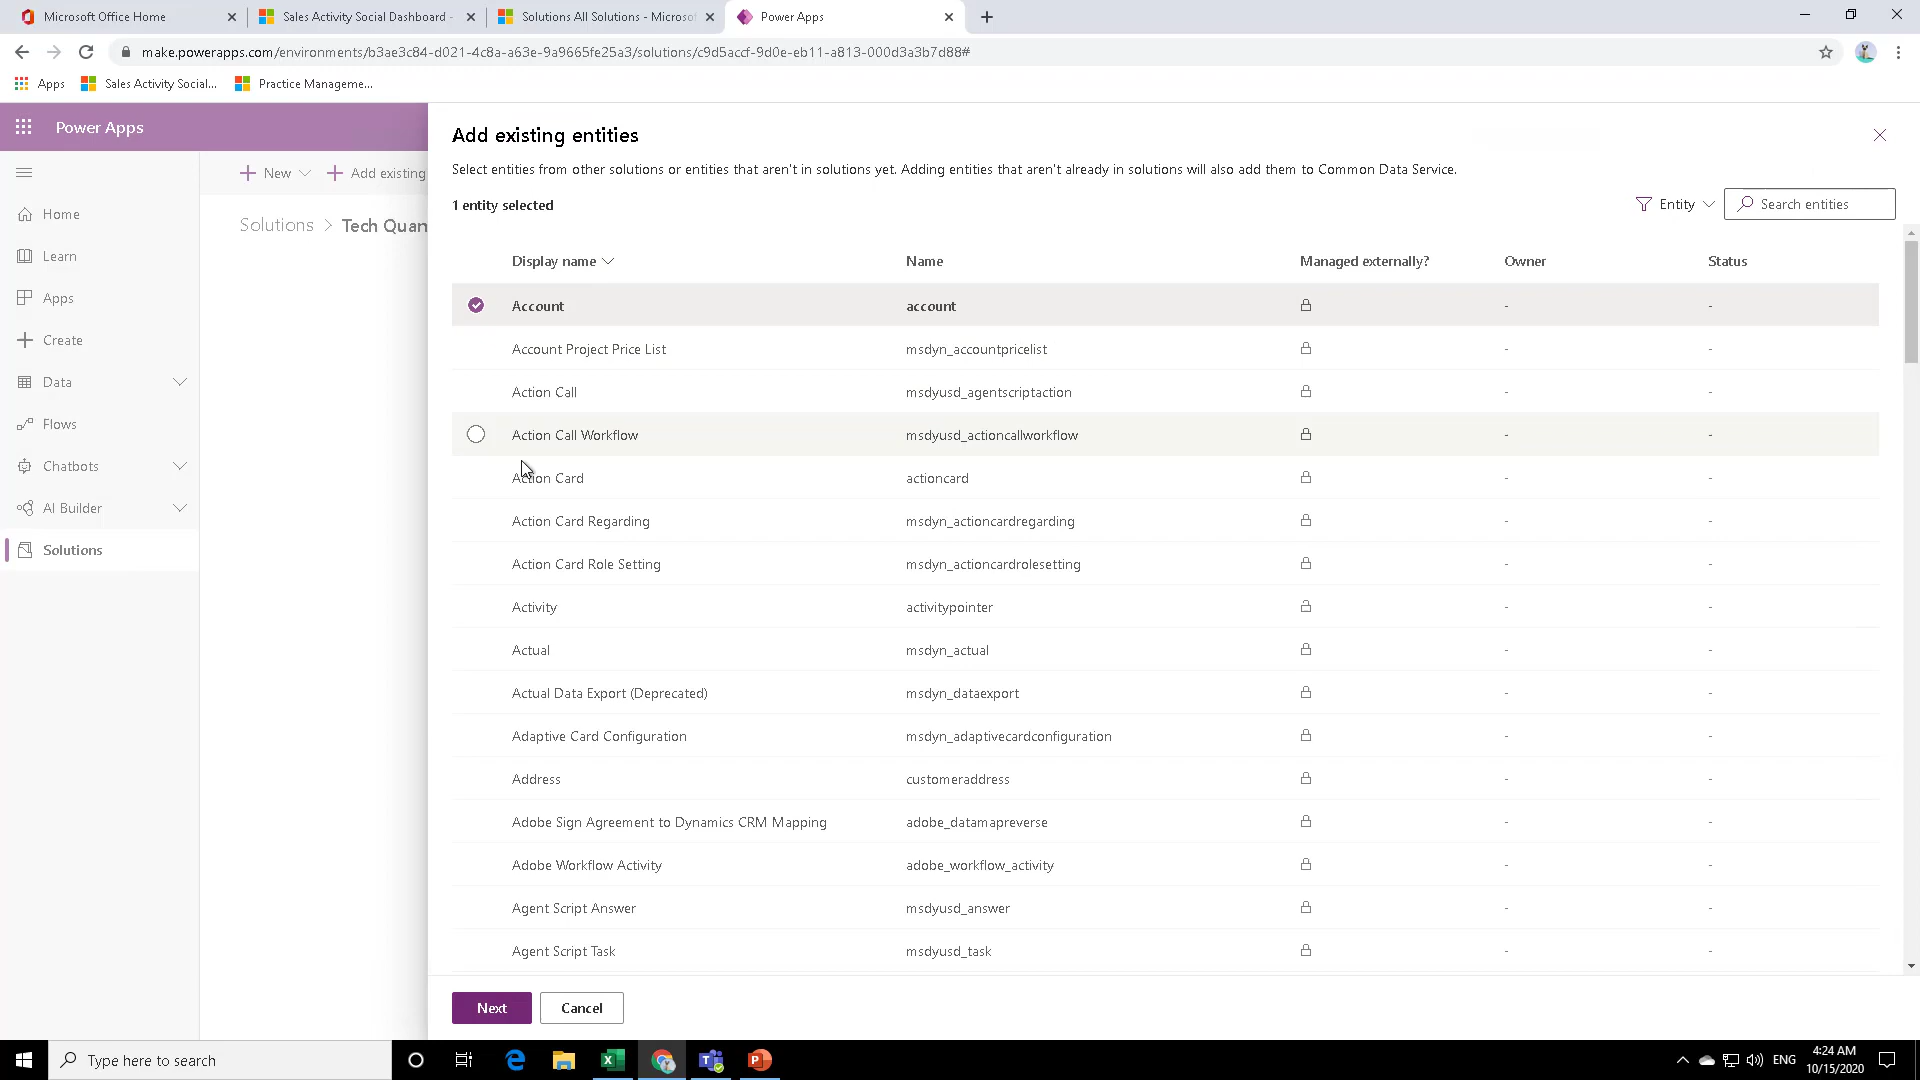 Microsoft Office Home
Sales Activity Social Dashboard -
Solutions All Solutions - Microsof
Power Apps
make.powerapps.com/environments/b3ae3c84-d021-4c8a-a63e-9a9665fe25a3/solutions/c9d5accf-9d0e-eb11-a813-000d3a3b7d88#
Apps
Sales Activity Social...
Practice Manageme...
Power Apps
Add existing entities
Select entities from other solutions or entities that aren't in solutions yet. Adding entities that aren't already in solutions will also add them to Common Data Service.
New
Add existing
1 entity selected
Entity
Search entities
Home
Learn
Apps
Create
Data
Flows
Chatbots
AI Builder
Solutions
Solutions > Tech Quan
Display name Name Managed externally? Owner Status
Account account - -
Account Project Price List msdyn_accountpricelist - -
Action Call msdyusd_agentscriptaction - -
Action Call Workflow msdyusd_actioncallworkflow - -
Action Card actioncard - -
Action Card Regarding msdyn_actioncardregarding - -
Action Card Role Setting msdyn_actioncardrolesetting - -
Activity activitypointer - -
Actual msdyn_actual - -
Actual Data Export (Deprecated) msdyn_dataexport - -
Adaptive Card Configuration msdyn_adaptivecardconfiguration - -
Address customeraddress - -
Adobe Sign Agreement to Dynamics CRM Mapping adobe_datamapreverse - -
Adobe Workflow Activity adobe_workflow_activity - -
Agent Script Answer msdyusd_answer - -
Agent Script Task msdyusd_task - -
Next
Cancel
Type here to search
ENG
4:24 AM
10/15/2020